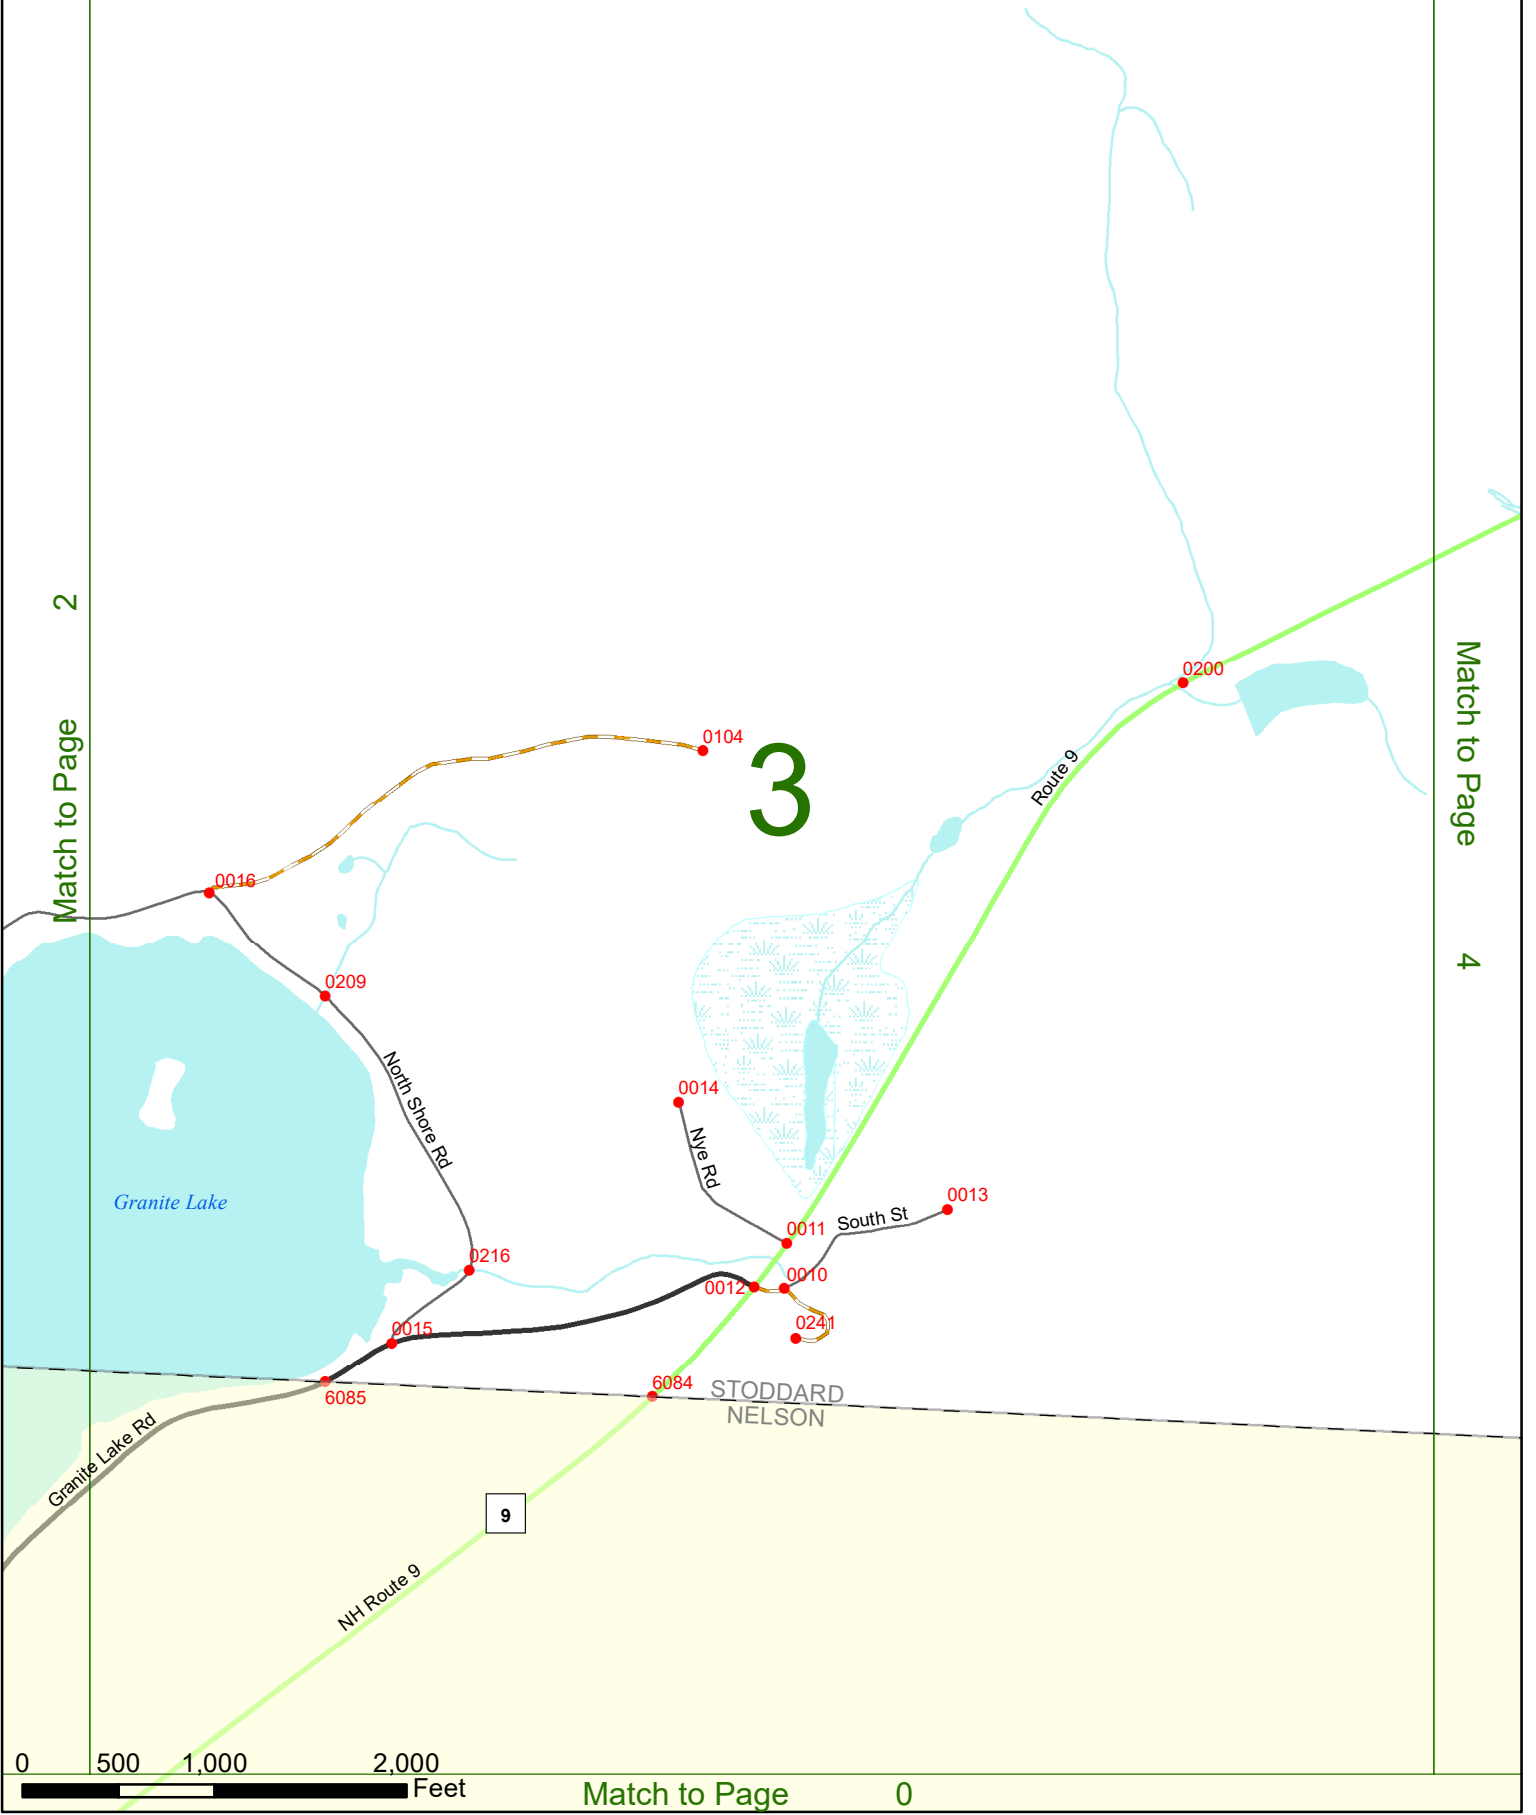 2
Match to Page
Match to Page
4
0200
Route 9
0104
3
0016
0209
North Shore Rd
0014
Nye Rd
Granite Lake
0013
South St
0011
0216
0012
0010
0015
0241
6085
6084
STODDARD
NELSON
Granite Lake Rd
9
NH Route 9
0 500 1,000 2,000
Feet
Match to Page 0